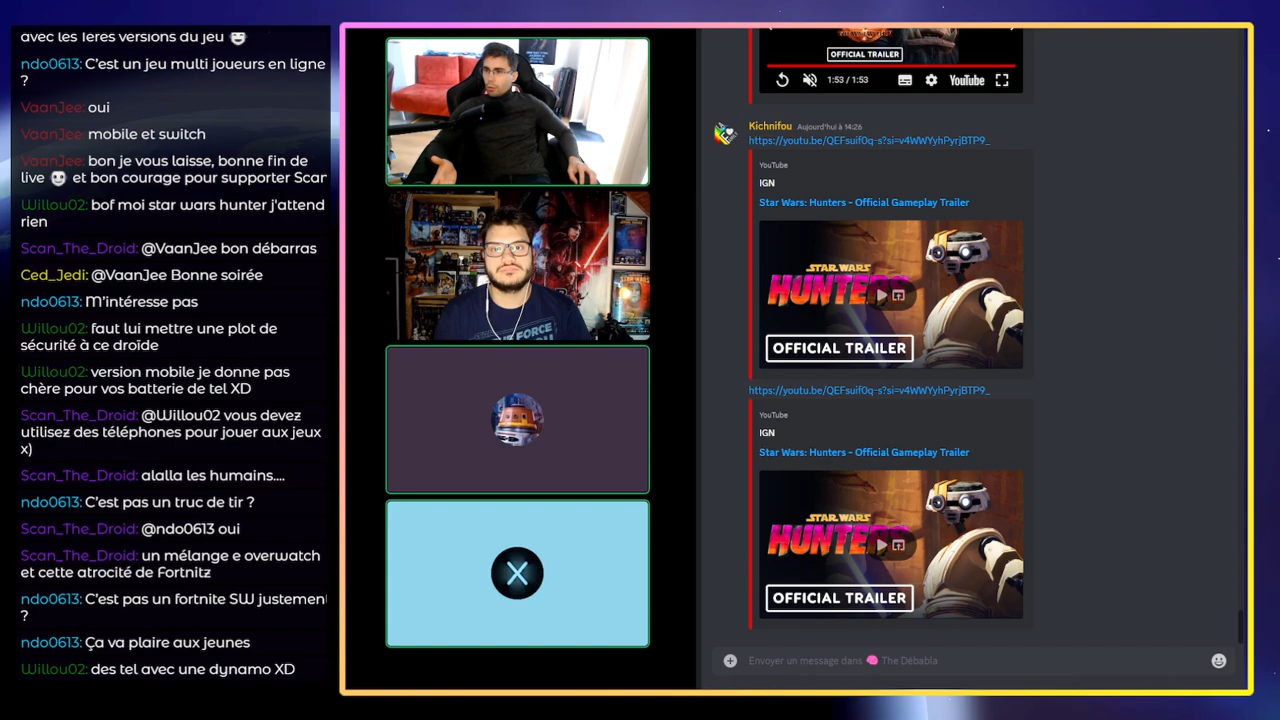 avec les 1ères versions du jeu
ndo0613: C'est un jeu multi joueurs en ligne
?
VaanJee: oui
VaanJee: mobile et switch
VaanJee: bon je vous laisse, bonne fin de
live et bon courage pour supporter Scan
Willou02: bof moi star wars hunter j'attend
rien
Scan_The_Droid: @VaanJee bon débarras
Ced_Jedi: @VaanJee Bonne soirée
ndo0613: M'intéresse pas
Willou02: faut lui mettre une plot de
sécurité à ce droïde
Willou02: version mobile je donne pas
chère pour vos batterie de tel XD
Scan_The_Droid: @Willou02 vous devez
utilisez des téléphones pour jouer aux jeux
x)
Scan_The_Droid: alalla les humains....
ndo0613: C'est pas un truc de tir ?
Scan_The_Droid: @ndo0613 oui
Scan_The_Droid: un mélange e overwatch
et cette atrocité de Fortnitz
ndo0613: C'est pas un fortnite SW justement
?
ndo0613: Ça va plaire aux jeunes
Willou02: des tel avec une dynamo XD
X
OFFICIAL TRAILER
1:53 / 1:53
YouTube
Kichnifou Aujourd'hui à 14:26
https://youtu.be/QEFsuif0q-s?si=v4WWYyhPyrjBTP9_
YouTube
IGN
Star Wars: Hunters - Official Gameplay Trailer
STAR WARS
HUNTERS
OFFICIAL TRAILER
https://youtu.be/QEFsuif0q-s?si=v4WWYyhPyrjBTP9_
YouTube
IGN
Star Wars: Hunters - Official Gameplay Trailer
STAR WARS
HUNTERS
OFFICIAL TRAILER
Envoyer un message dans The Débabla